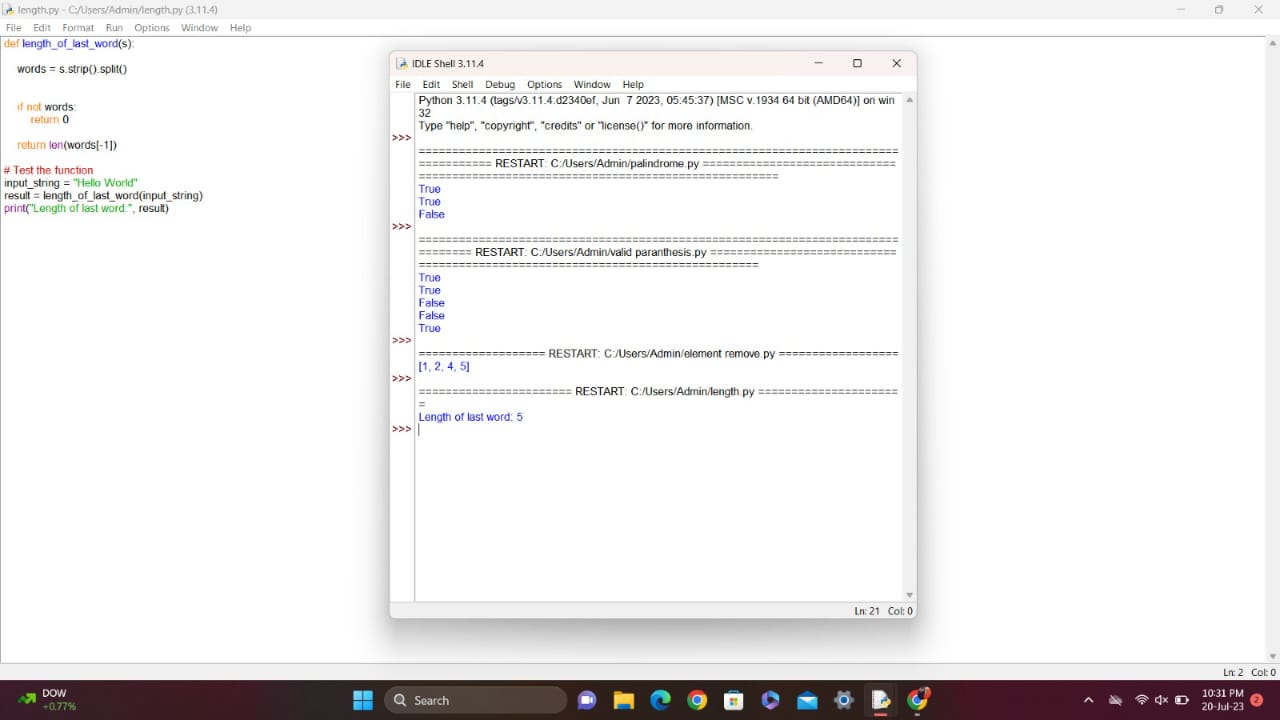 length.py - C:/Users/Admin/length.py (3.11.4)
File Edit Format Run Options Window Help
def length_of_last_word(s):
words = s.strip().split()
if not words:
return 0
return len(words[-1])
# Test the function
input_string = "Hello World"
result = length_of_last_word(input_string)
print("Length of last word:", result)
IDLE Shell 3.11.4
File Edit Shell Debug Options Window Help
Python 3.11.4 (tags/v3.11.4:d2340ef, Jun 7 2023, 05:45:37) [MSC v.1934 64 bit (AMD64)] on win
32
Type "help", "copyright", "credits" or "license()" for more information.
>>>
========================================================================
=========== RESTART: C:/Users/Admin/palindrome.py =============================
======================================================
True
True
False
>>>
========================================================================
======== RESTART: C:/Users/Admin/valid paranthesis.py ============================
===================================================
True
True
False
False
True
>>>
=================== RESTART: C:/Users/Admin/element remove.py ==================
[1, 2, 4, 5]
>>>
======================= RESTART: C:/Users/Admin/length.py =====================
=
Length of last word: 5
>>>
Ln: 21 Col: 0
Ln: 2 Col: 0
DOW
+0.77%
Search
10:31 PM
20-Jul-23
2